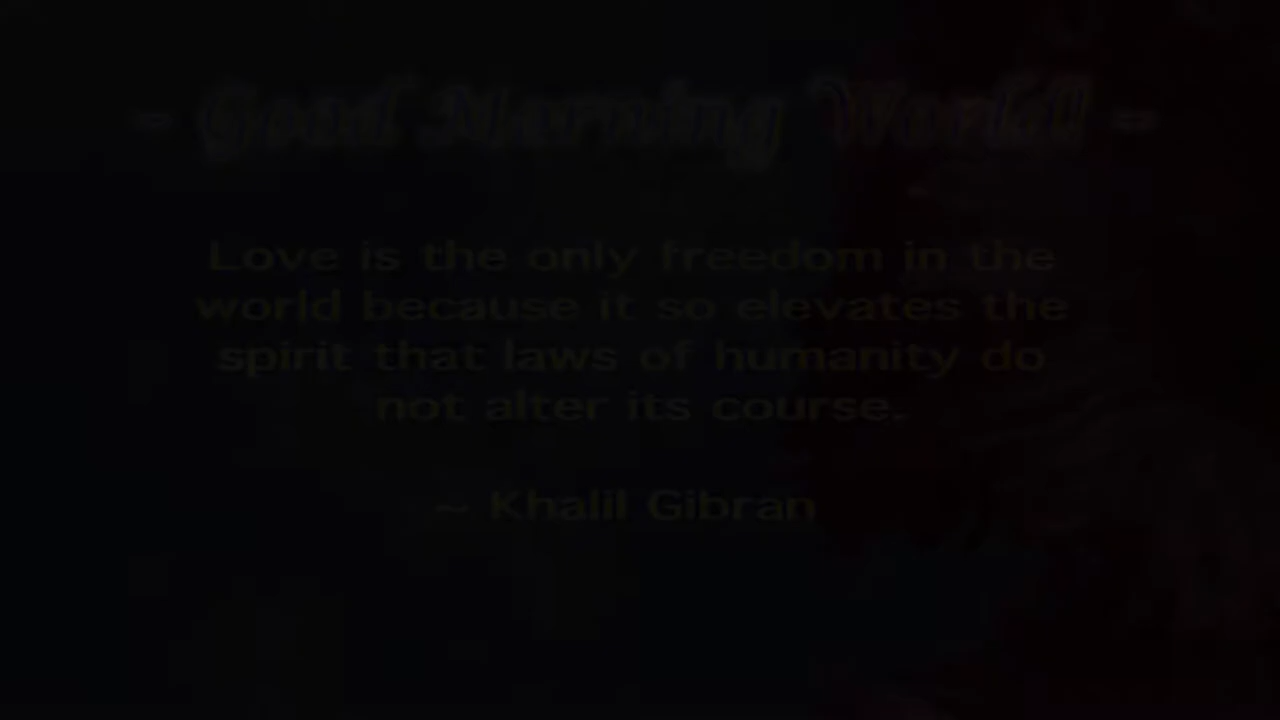 ~ Good Morning World! ~
Love is the only freedom in the
world because it so elevates the
spirit that laws of humanity do
not alter its course.
~ Khalil Gibran